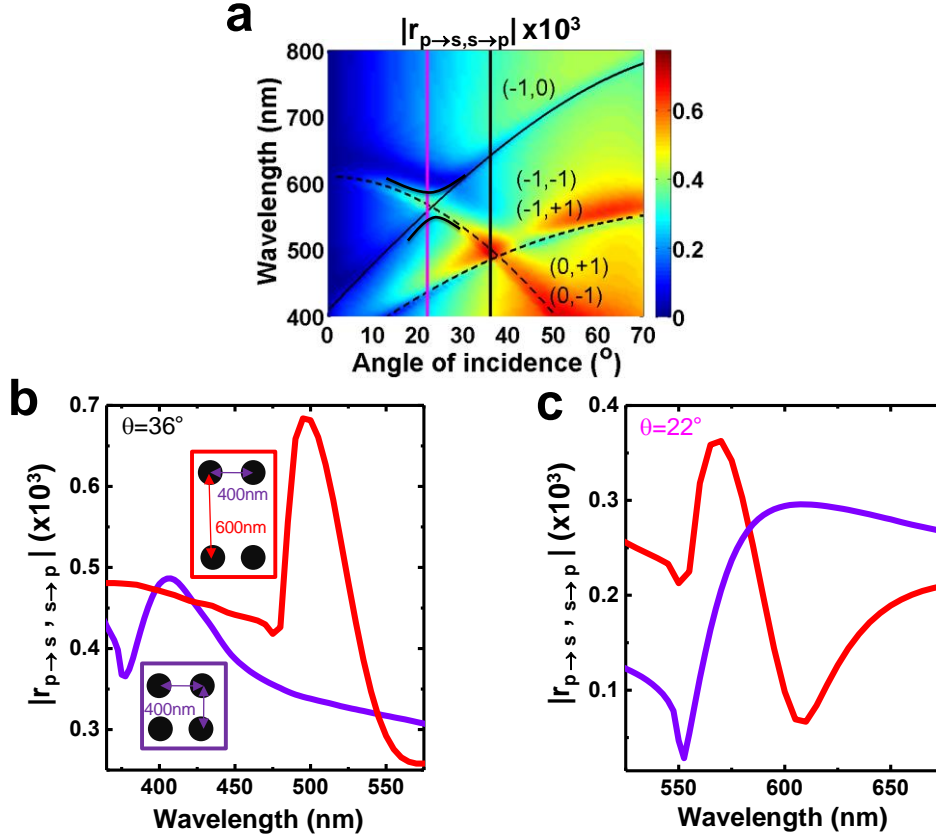 a
|rp→s,s→p| x10³
Wavelength (nm)
800
700
600
500
400
0 10 20 30 40 50 60 70
Angle of incidence (°)
(-1,0)
(-1,-1)
(-1,+1)
(0,+1)
(0,-1)
0.6
0.4
0.2
0
b
|rp→s , s→p | (x10³)
0.7
0.6
0.5
0.4
0.3
θ=36°
400nm
600nm
400nm
400 450 500 550
Wavelength (nm)
c
|rp→s , s→p | (x10³)
0.4
0.3
0.2
0.1
θ=22°
550 600 650
Wavelength (nm)